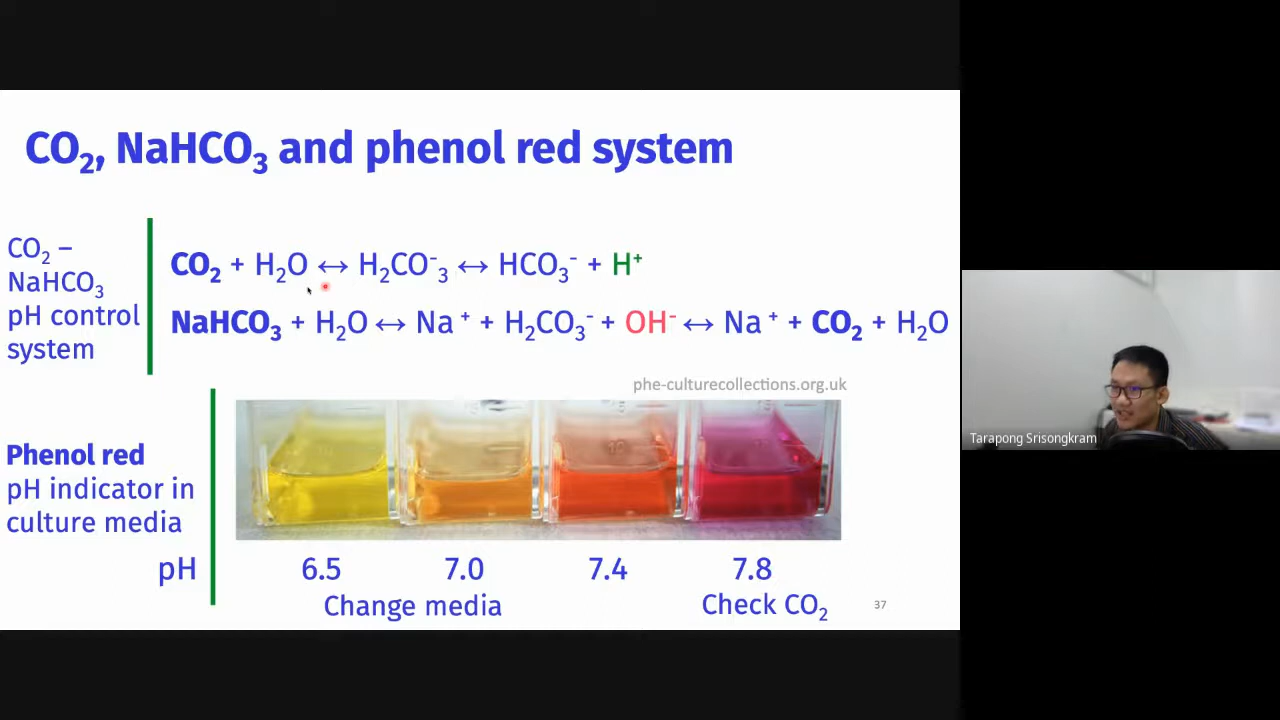 CO₂, NaHCO₃ and phenol red system
CO₂ –
NaHCO₃
pH control
system
CO₂ + H₂O ↔ H₂CO⁻₃ ↔ HCO₃⁻ + H⁺
NaHCO₃ + H₂O ↔ Na⁺ + H₂CO₃⁻ + OH⁻ ↔ Na⁺ + CO₂ + H₂O
phe-culturecollections.org.uk
Phenol red
pH indicator in
culture media
pH 6.5 7.0 7.4 7.8
Change media Check CO₂
37
Tarapong Srisongkram